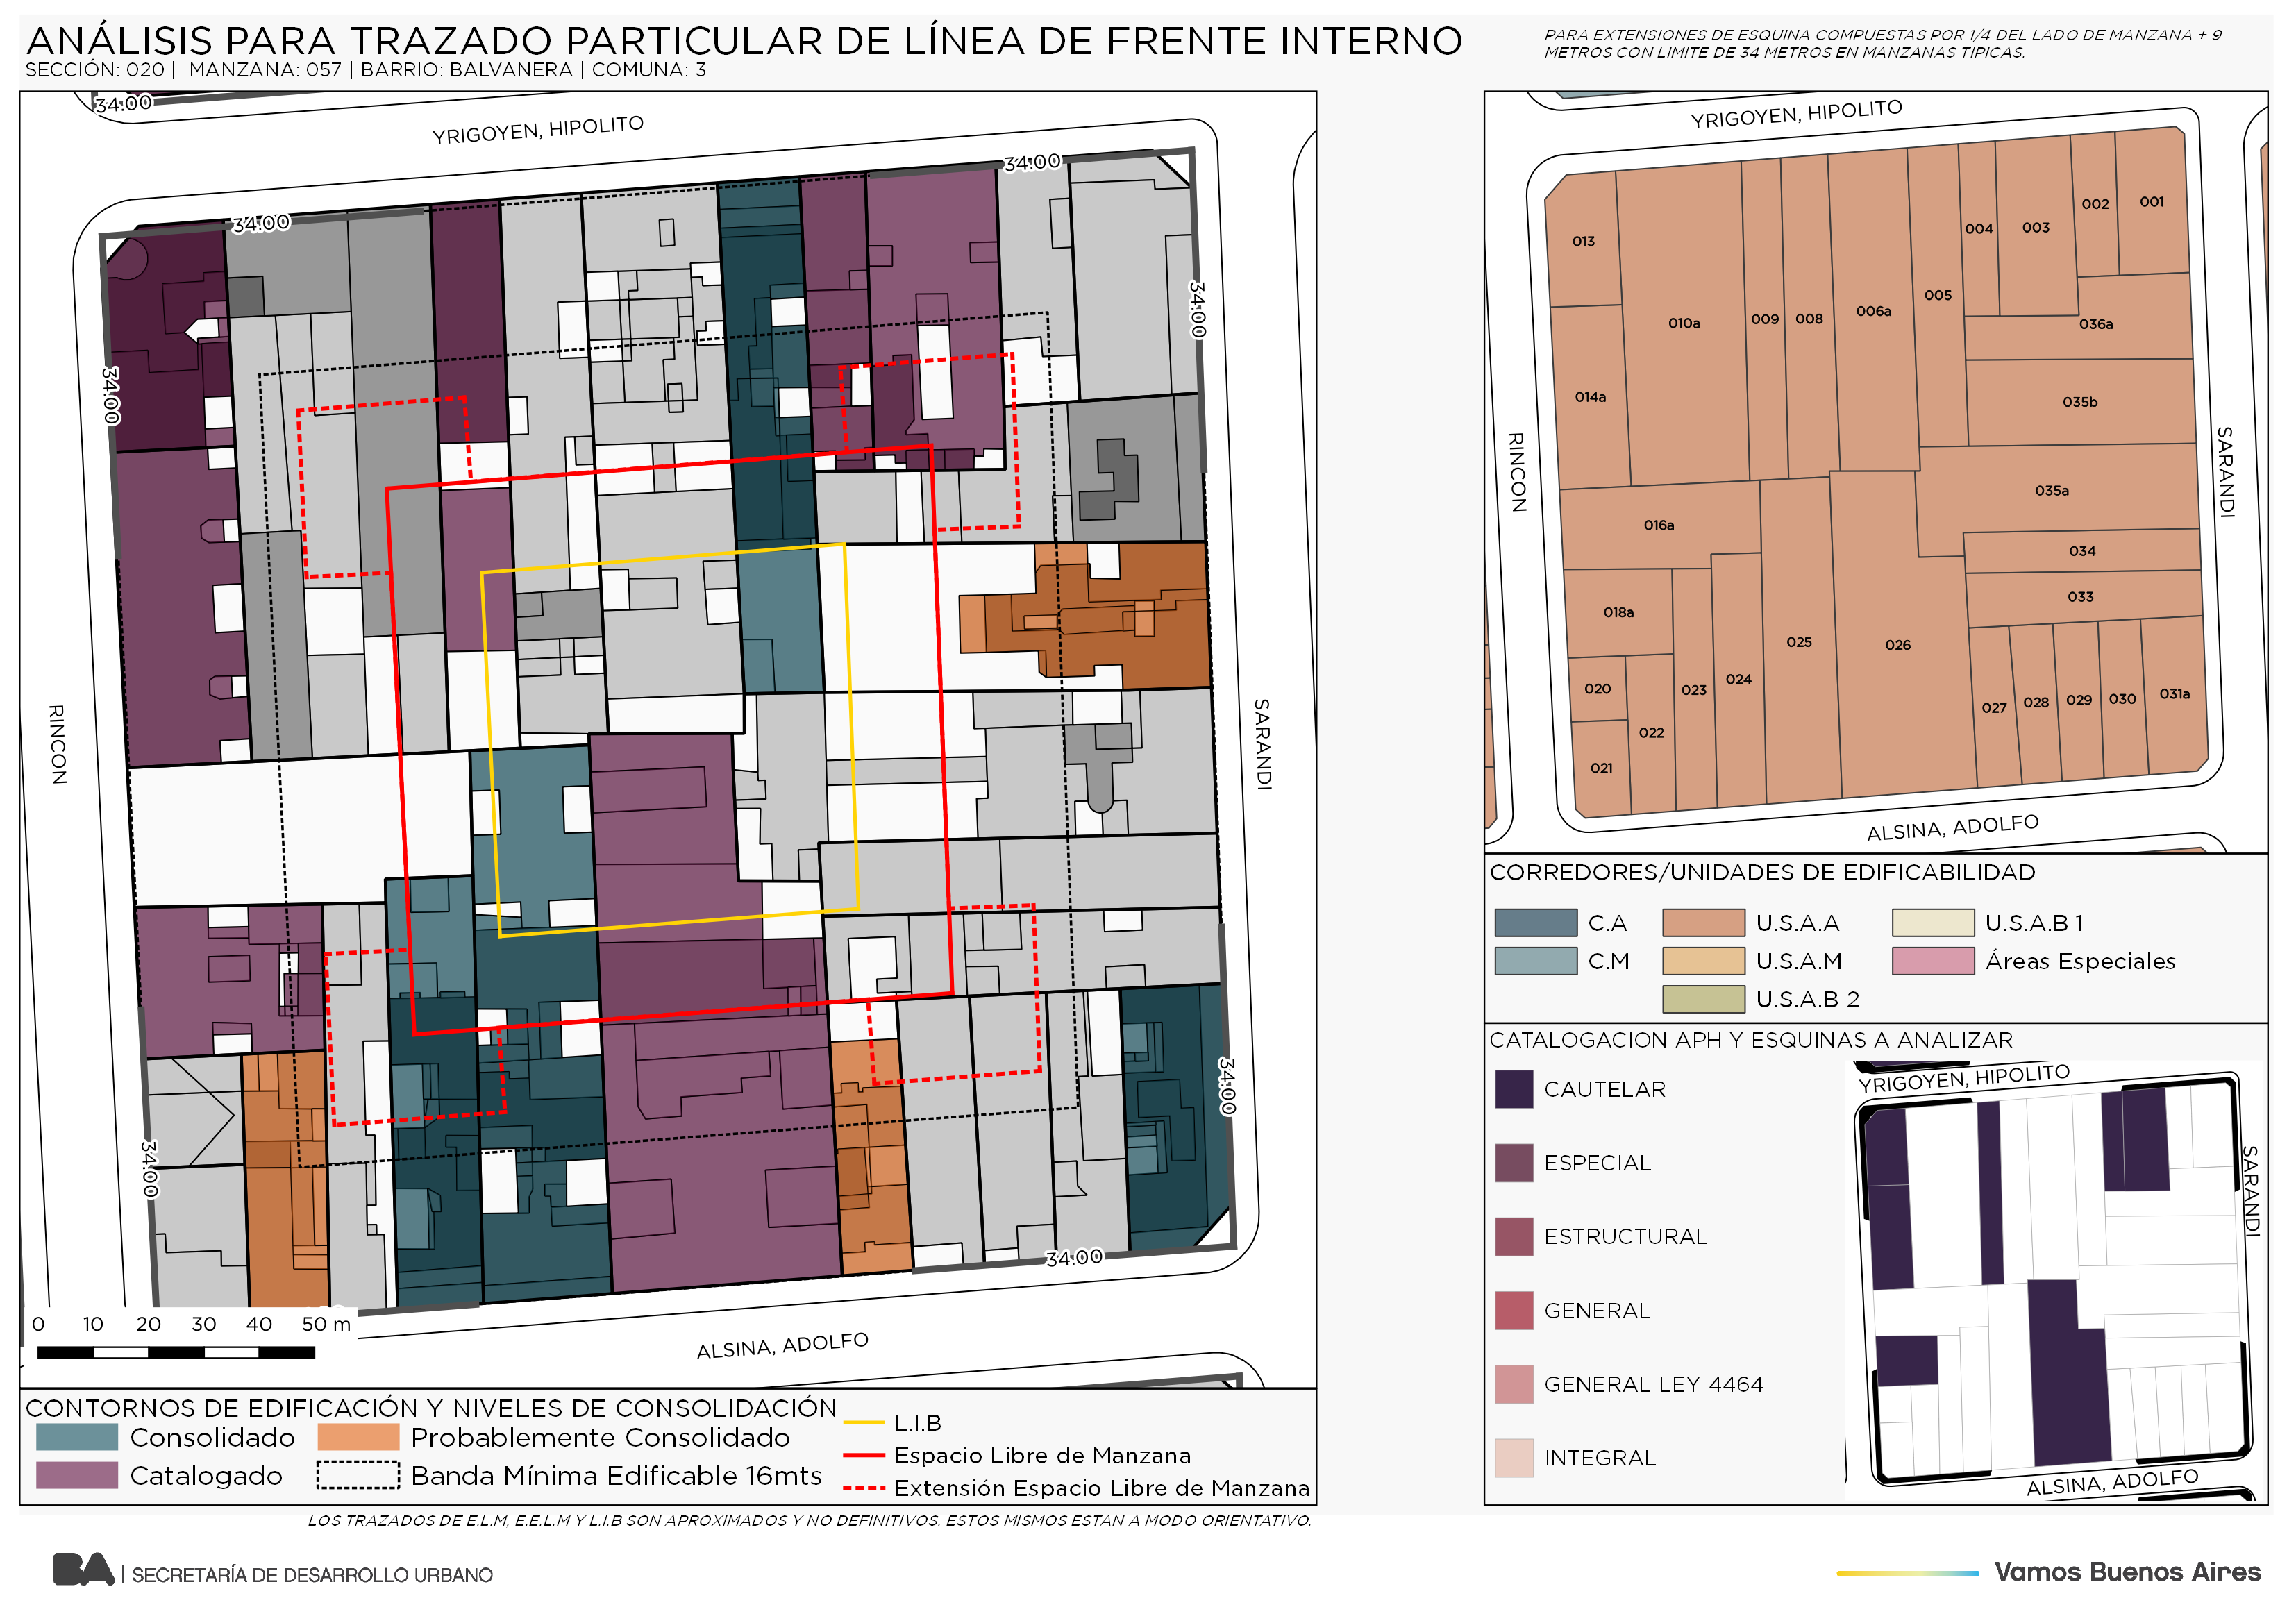 ANÁLISIS PARA TRAZADO PARTICULAR DE LÍNEA DE FRENTE INTERNO
SECCIÓN: 020 | MANZANA: 057 | BARRIO: BALVANERA | COMUNA: 3
PARA EXTENSIONES DE ESQUINA COMPUESTAS POR 1/4 DEL LADO DE MANZANA + 9
METROS CON LIMITE DE 34 METROS EN MANZANAS TIPICAS.
34:00
YRIGOYEN, HIPOLITO
34:00
34:00
34:00
34:00
RINCON
SARANDI
34:00
34:00
34:00
ALSINA, ADOLFO
0 10 20 30 40 50 m
CONTORNOS DE EDIFICACIÓN Y NIVELES DE CONSOLIDACIÓN
Consolidado
Probablemente Consolidado
Catalogado
Banda Mínima Edificable 16mts
L.I.B
Espacio Libre de Manzana
Extensión Espacio Libre de Manzana
YRIGOYEN, HIPOLITO
RINCON
SARANDI
ALSINA, ADOLFO
013
010a
009
008
006a
005
004
003
002
001
036a
014a
035b
035a
016a
034
018a
033
025
026
020
023
024
022
021
027
028
029
030
031a
CORREDORES/UNIDADES DE EDIFICABILIDAD
C.A
U.S.A.A
U.S.A.B 1
C.M
U.S.A.M
Áreas Especiales
U.S.A.B 2
CATALOGACION APH Y ESQUINAS A ANALIZAR
CAUTELAR
ESPECIAL
ESTRUCTURAL
GENERAL
GENERAL LEY 4464
INTEGRAL
YRIGOYEN, HIPOLITO
SARANDI
ALSINA, ADOLFO
LOS TRAZADOS DE E.L.M, E.E.L.M Y L.I.B SON APROXIMADOS Y NO DEFINITIVOS. ESTOS MISMOS ESTAN A MODO ORIENTATIVO.
BA | SECRETARÍA DE DESARROLLO URBANO
Vamos Buenos Aires